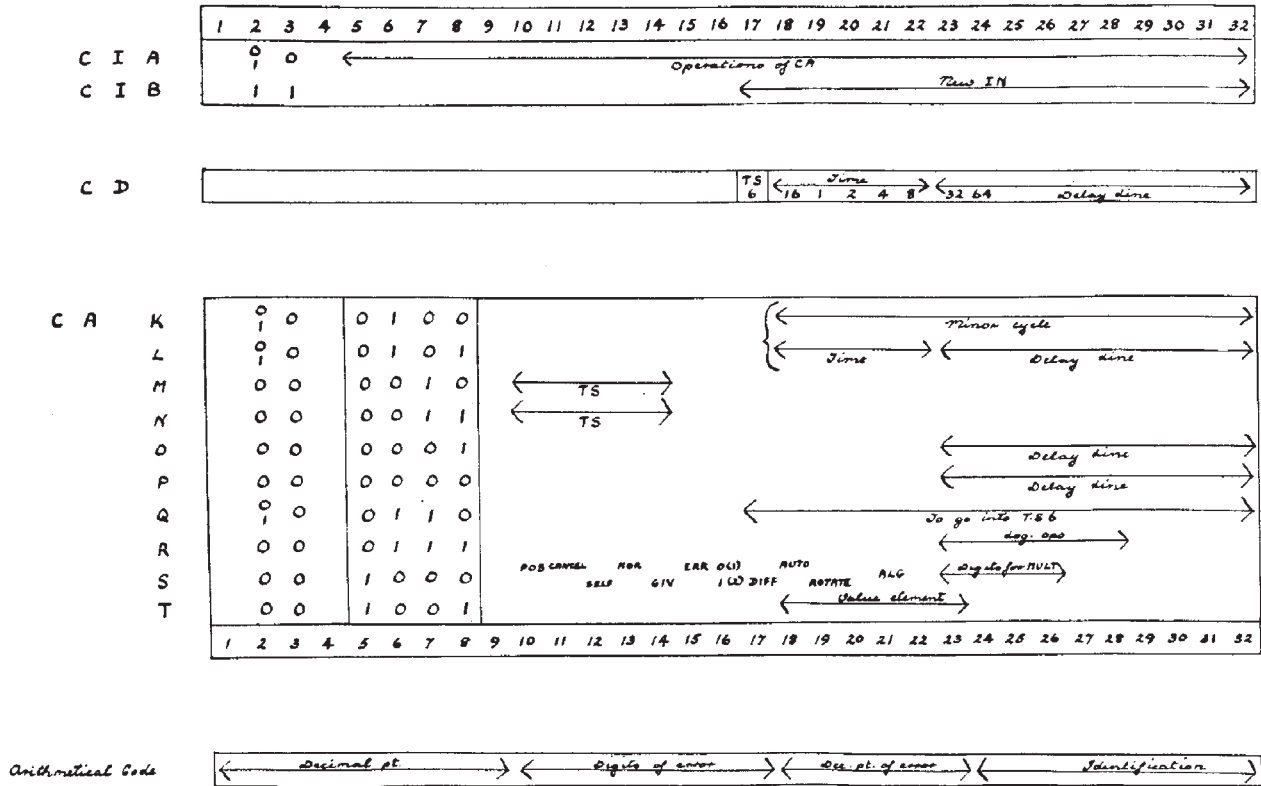 1 2 3 4 5 6 7 8 9 10 11 12 13 14 15 16 17 18 19 20 21 22 23 24 25 26 27 28 29 30 31 32
C I A 0 1 0 Operations of CA
C I B 1 1 New IN
C D TS 6 Time 16 1 2 4 8 32 64 Delay Line
C A K 0 1 0 0 1 0 0 Minor cycle
L 0 1 0 0 1 0 1 Time Delay Line
M 0 0 0 0 1 0 TS
N 0 0 0 0 1 1 TS
O 0 0 0 0 0 1 Delay Line
P 0 0 0 0 0 0 Delay Line
Q 0 1 0 0 1 1 0 To go into T.S 6
R 0 0 0 1 1 1 Log. ops
POS CANCEL NOR ERR 0(1) AUTO
S 0 0 1 0 0 0 SELF GIV 1(2) DIFF ROTATE ALG Digits for MULT
T 0 0 1 0 0 1 Value element
1 2 3 4 5 6 7 8 9 10 11 12 13 14 15 16 17 18 19 20 21 22 23 24 25 26 27 28 29 30 31 32
Arithmetical Code Decimal pt. Digits of error Dec. pt. of error Identification